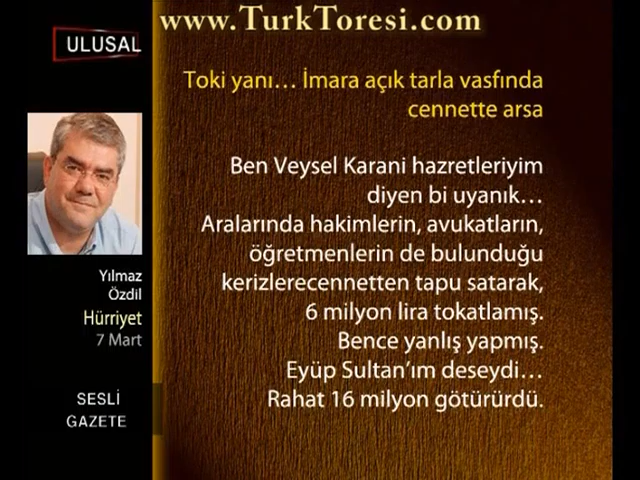 www.TurkToresi.com
ULUSAL
Toki yanı… İmara açık tarla vasfında
cennette arsa
Ben Veysel Karani hazretleriyim
diyen bi uyanık…
Aralarında hakimlerin, avukatların,
öğretmenlerin de bulunduğu
kerizlerecennetten tapu satarak,
6 milyon lira tokatlamış.
Bence yanlış yapmış.
Eyüp Sultan’ım deseydi…
Rahat 16 milyon götürürdü.
Yılmaz
Özdil
Hürriyet
7 Mart
SESLİ
GAZETE